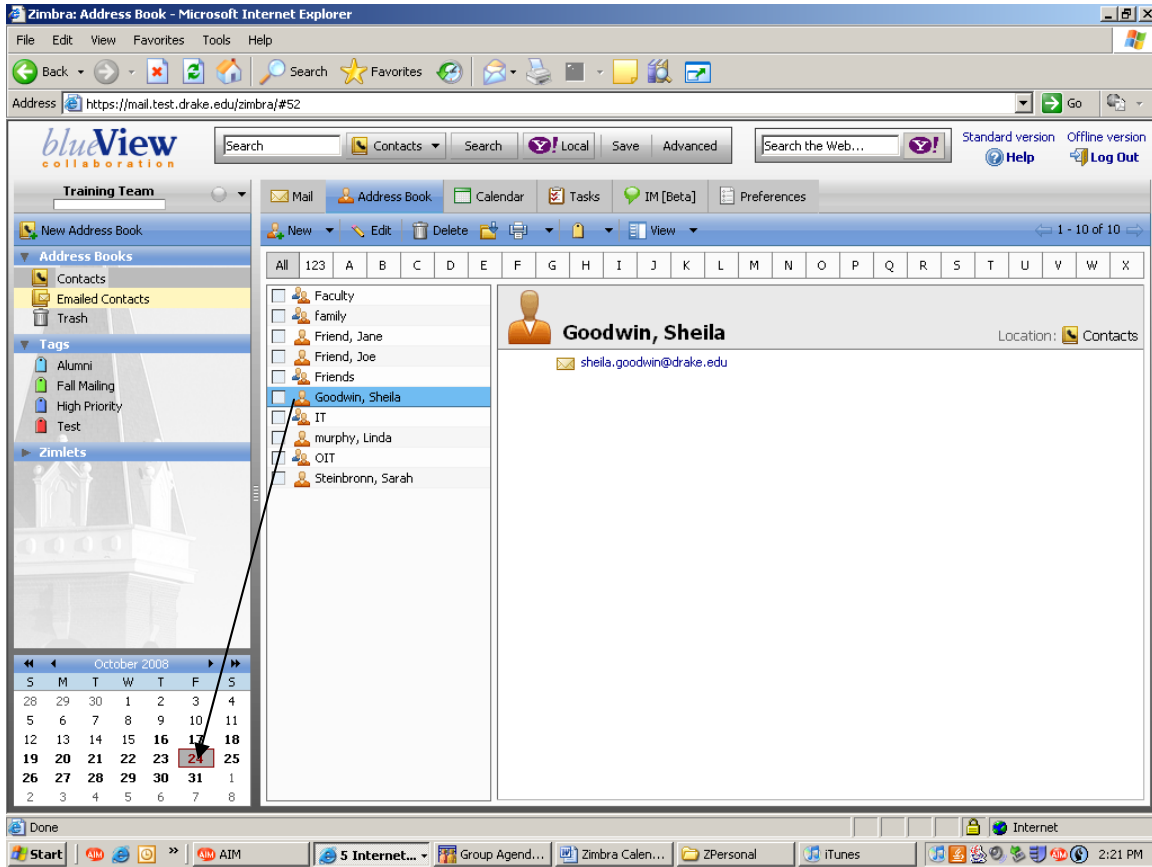 Zimbra: Address Book - Microsoft Internet Explorer
File Edit View Favorites Tools Help
Back Search Favorites
Address https://mail.test.drake.edu/zimbra/#52 Go
blueView
collaboration
Search Contacts Search Y! Local Save Advanced Search the Web... Y!
Standard version Offline version
Help Log Out
Training Team
Mail Address Book Calendar Tasks IM [Beta] Preferences
New Address Book
New Edit Delete View 1 - 10 of 10
Address Books
Contacts
Emailed Contacts
Trash
Tags
Alumni
Fall Mailing
High Priority
Test
Zimlets
All 123 A B C D E F G H I J K L M N O P Q R S T U V W X
Faculty
family
Friend, Jane
Friend, Joe
Friends
Goodwin, Sheila
IT
murphy, Linda
OIT
Steinbronn, Sarah
Goodwin, Sheila
Location: Contacts
sheila.goodwin@drake.edu
October 2008
S M T W T F S
28 29 30 1 2 3 4
5 6 7 8 9 10 11
12 13 14 15 16 17 18
19 20 21 22 23 24 25
26 27 28 29 30 31 1
2 3 4 5 6 7 8
Done Internet
Start AIM » AIM 5 Internet... Group Agend... Zimbra Calen... ZPersonal iTunes 2:21 PM